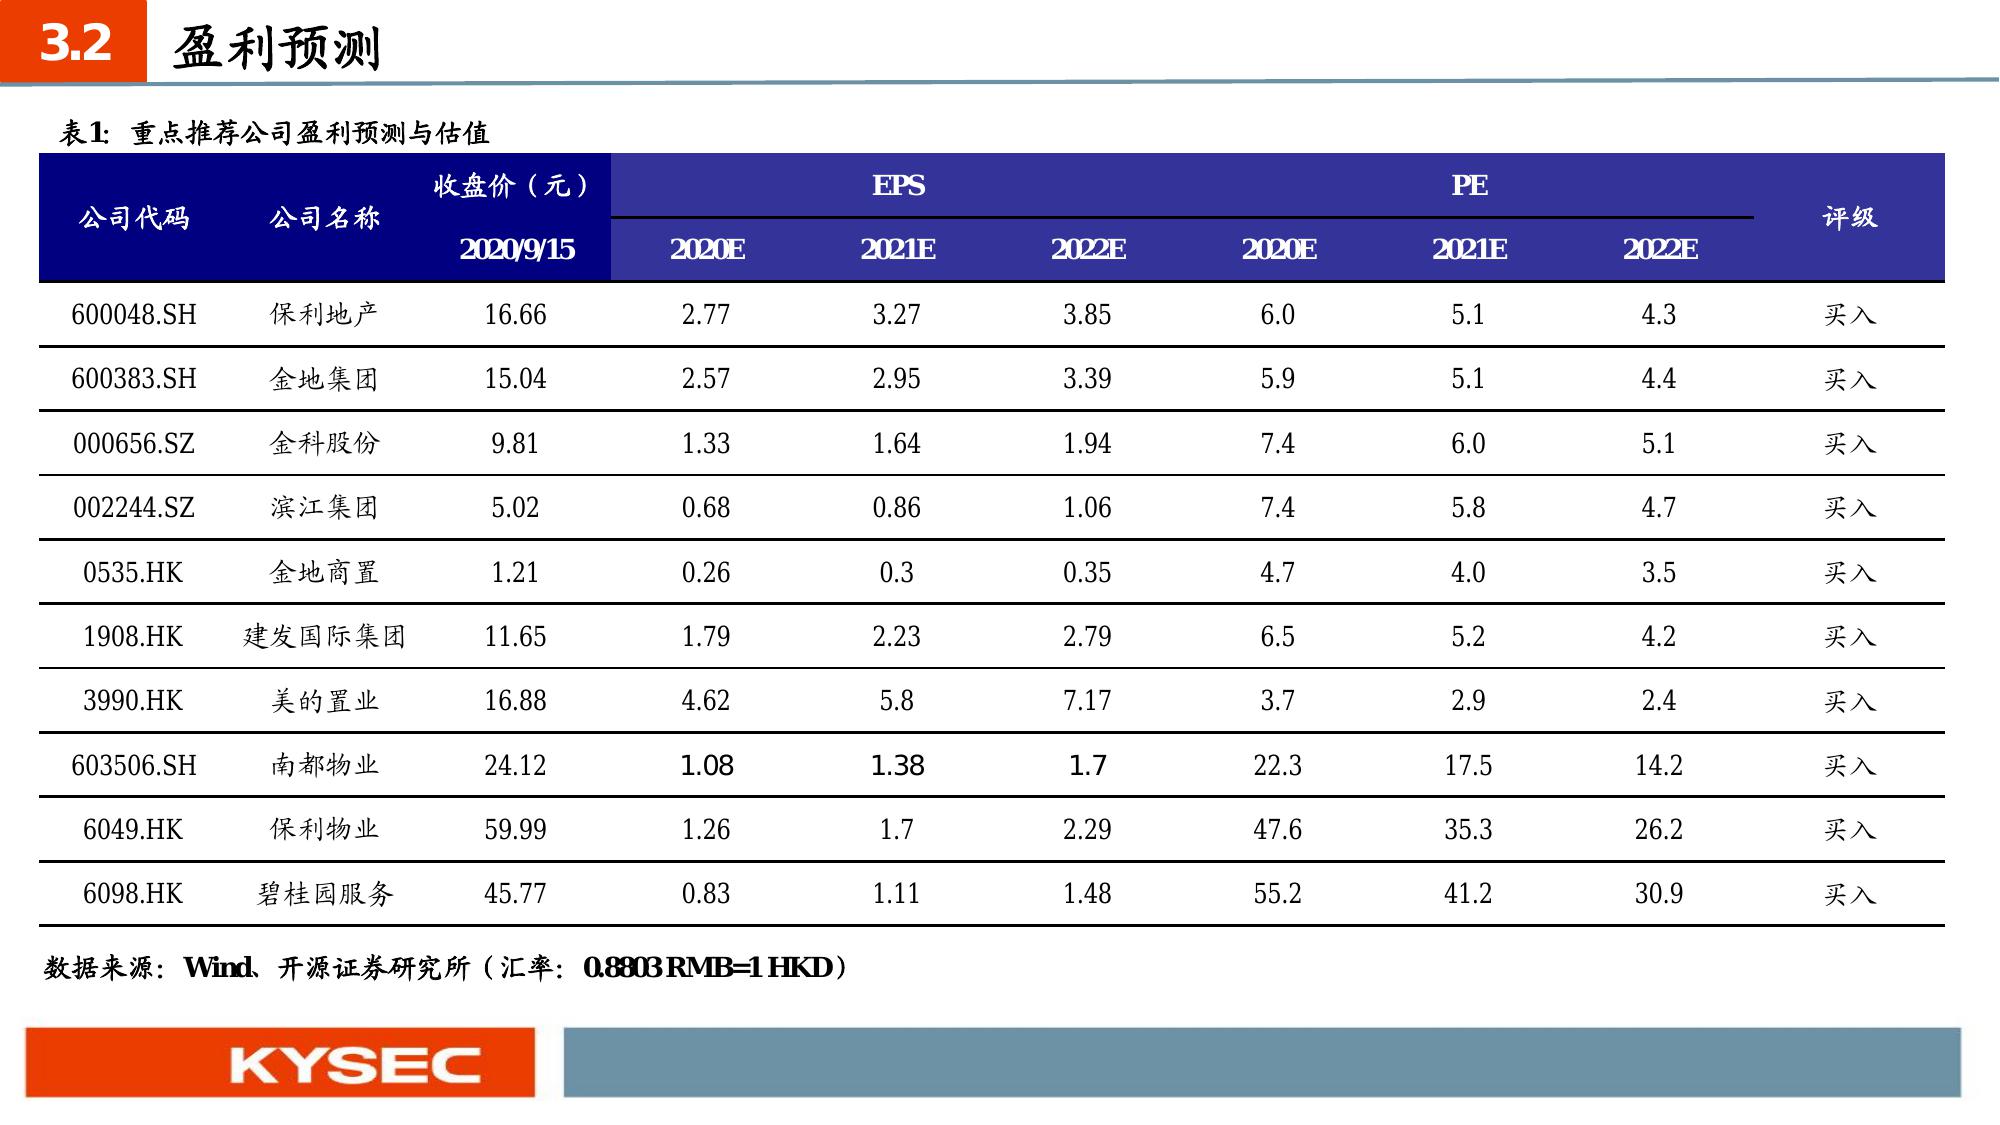 3.2 盈利预测
表1: 重点推荐公司盈利预测与估值
公司代码 公司名称 收盘价（元） EPS PE 评级
2020/9/15 2020E 2021E 2022E 2020E 2021E 2022E
600048.SH 保利地产 16.66 2.77 3.27 3.85 6.0 5.1 4.3 买入
600383.SH 金地集团 15.04 2.57 2.95 3.39 5.9 5.1 4.4 买入
000656.SZ 金科股份 9.81 1.33 1.64 1.94 7.4 6.0 5.1 买入
002244.SZ 滨江集团 5.02 0.68 0.86 1.06 7.4 5.8 4.7 买入
0535.HK 金地商置 1.21 0.26 0.3 0.35 4.7 4.0 3.5 买入
1908.HK 建发国际集团 11.65 1.79 2.23 2.79 6.5 5.2 4.2 买入
3990.HK 美的置业 16.88 4.62 5.8 7.17 3.7 2.9 2.4 买入
603506.SH 南都物业 24.12 1.08 1.38 1.7 22.3 17.5 14.2 买入
6049.HK 保利物业 59.99 1.26 1.7 2.29 47.6 35.3 26.2 买入
6098.HK 碧桂园服务 45.77 0.83 1.11 1.48 55.2 41.2 30.9 买入
数据来源：Wind、开源证券研究所（汇率：0.8803 RMB=1 HKD）
KYSEC